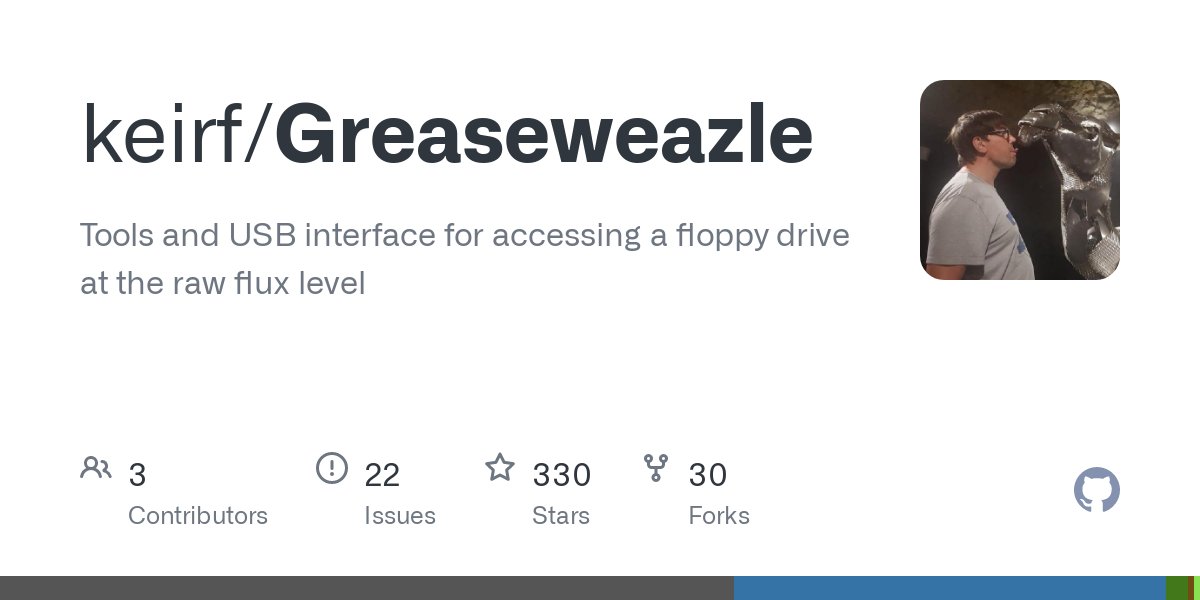 keirf/Greaseweazle
Tools and USB interface for accessing a floppy drive
at the raw flux level
3
Contributors
22
Issues
330
Stars
30
Forks